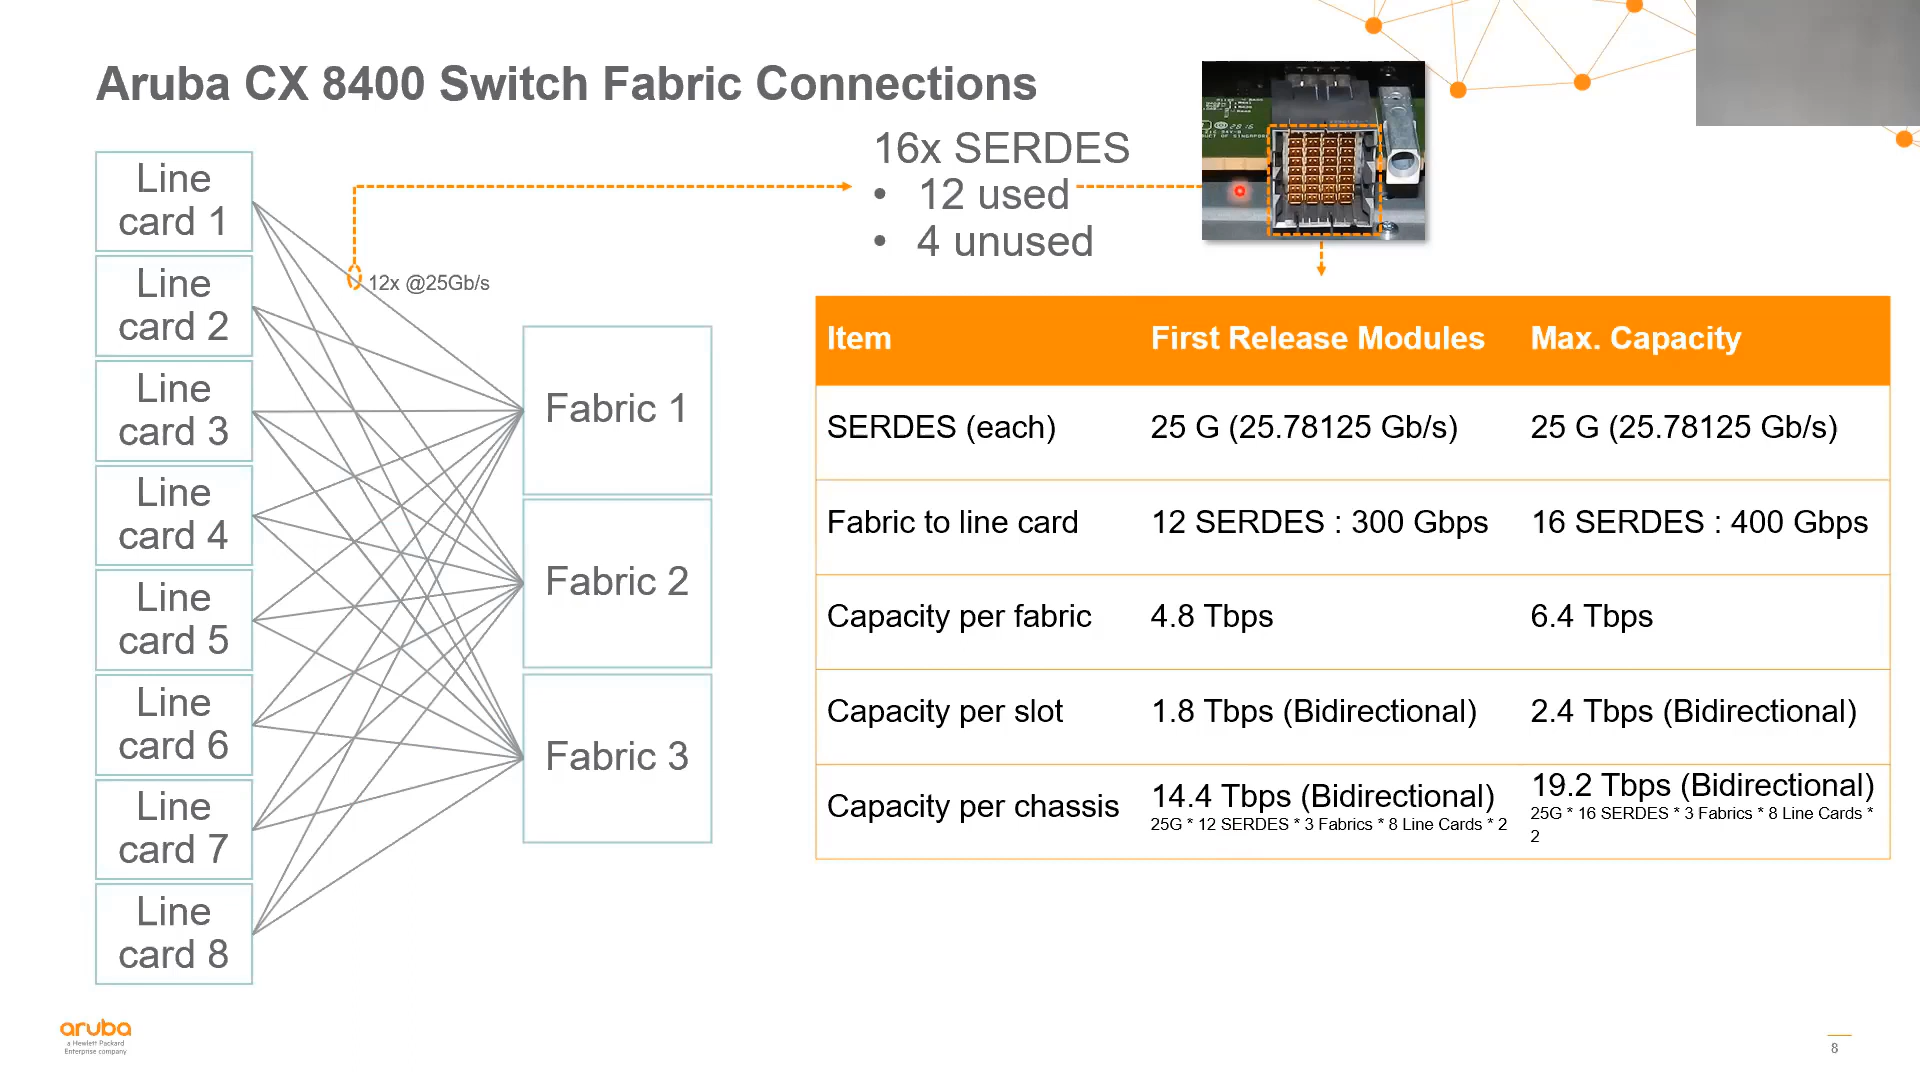 Aruba CX 8400 Switch Fabric Connections
Line
card 1
Line
card 2
Line
card 3
Line
card 4
Line
card 5
Line
card 6
Line
card 7
Line
card 8
12x @25Gb/s
Fabric 1
Fabric 2
Fabric 3
16x SERDES
• 12 used
• 4 unused
Item First Release Modules Max. Capacity
SERDES (each) 25 G (25.78125 Gb/s) 25 G (25.78125 Gb/s)
Fabric to line card 12 SERDES : 300 Gbps 16 SERDES : 400 Gbps
Capacity per fabric 4.8 Tbps 6.4 Tbps
Capacity per slot 1.8 Tbps (Bidirectional) 2.4 Tbps (Bidirectional)
Capacity per chassis
14.4 Tbps (Bidirectional)
25G * 12 SERDES * 3 Fabrics * 8 Line Cards * 2
19.2 Tbps (Bidirectional)
25G * 16 SERDES * 3 Fabrics * 8 Line Cards *
2
aruba
a Hewlett Packard
Enterprise company
8